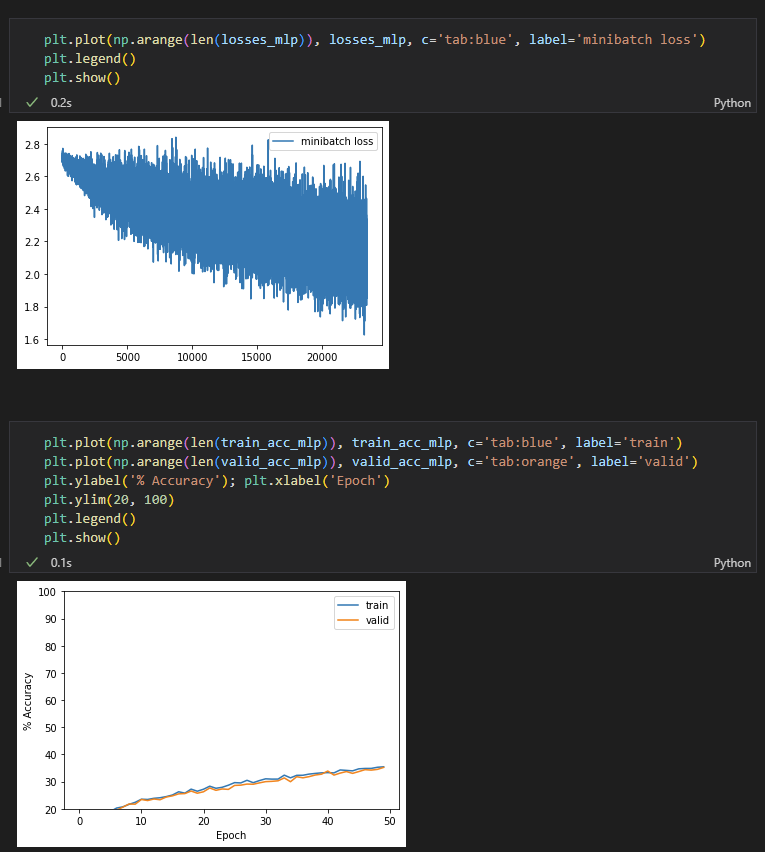 plt.plot(np.arange(len(losses_mlp)), losses_mlp, c='tab:blue', label='minibatch loss')
plt.legend()
plt.show()
0.2s
Python
minibatch loss
2.8
2.6
2.4
2.2
2.0
1.8
1.6
0 5000 10000 15000 20000
plt.plot(np.arange(len(train_acc_mlp)), train_acc_mlp, c='tab:blue', label='train')
plt.plot(np.arange(len(valid_acc_mlp)), valid_acc_mlp, c='tab:orange', label='valid')
plt.ylabel('% Accuracy'); plt.xlabel('Epoch')
plt.ylim(20, 100)
plt.legend()
plt.show()
0.1s
Python
train
valid
% Accuracy
100
90
80
70
60
50
40
30
20
0 10 20 30 40 50
Epoch